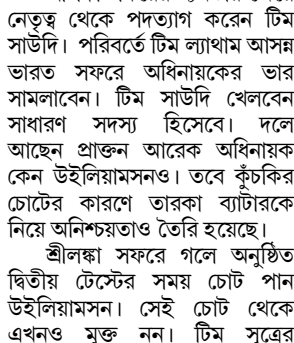 নেতৃত্ব থেকে পদত্যাগ করেন টিম
সাউদি। পরিবর্তে টিম ল্যাথাম আসন্ন
ভারত সফরে অধিনায়কের ভার
সামলাবেন। টিম সাউদি খেলবেন
সাধারণ সদস্য হিসেবে। দলে
আছেন প্রাক্তন আরেক অধিনায়ক
কেন উইলিয়ামসনও। তবে কুঁচকির
চোটের কারণে তারকা ব্যাটারকে
নিয়ে অনিশ্চয়তাও তৈরি হয়েছে।
শ্রীলঙ্কা সফরে গলে অনুষ্ঠিত
দ্বিতীয় টেস্টের সময় চোট পান
উইলিয়ামসন। সেই চোট থেকে
এখনও মুক্ত নন। টিম সূত্রের